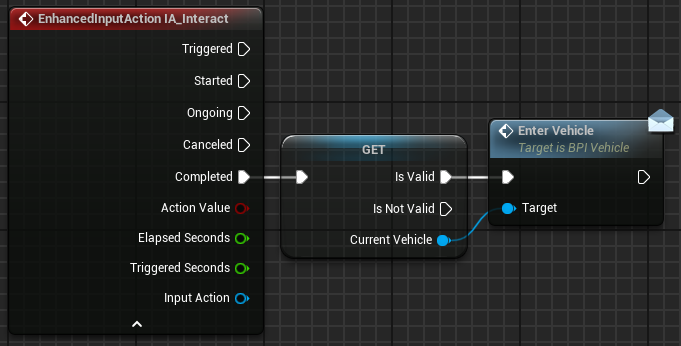 EnhancedInputAction IA_Interact
Triggered
Started
Ongoing
Canceled
Completed
Action Value
Elapsed Seconds
Triggered Seconds
Input Action
GET
Is Valid
Is Not Valid
Current Vehicle
Enter Vehicle
Target is BPI Vehicle
Target